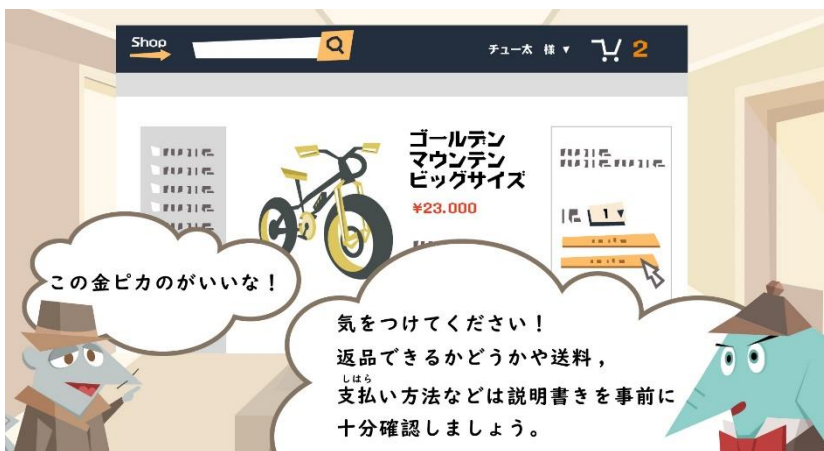 Shop
チュー太 様 ▼
2
ゴールデン
マウンテン
ビッグサイズ
¥23.000
1 ▼
この金ピカのがいいな！
気をつけてください！
返品できるかどうかや送料，
しはら
支払い方法などは説明書きを事前に
十分確認しましょう。